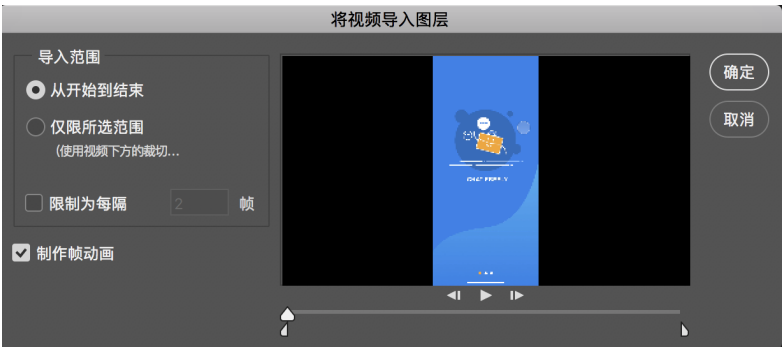 将视频导入图层
导入范围
从开始到结束
仅限所选范围
(使用视频下方的裁切...
限制为每隔 2 帧
制作帧动画
确定
取消